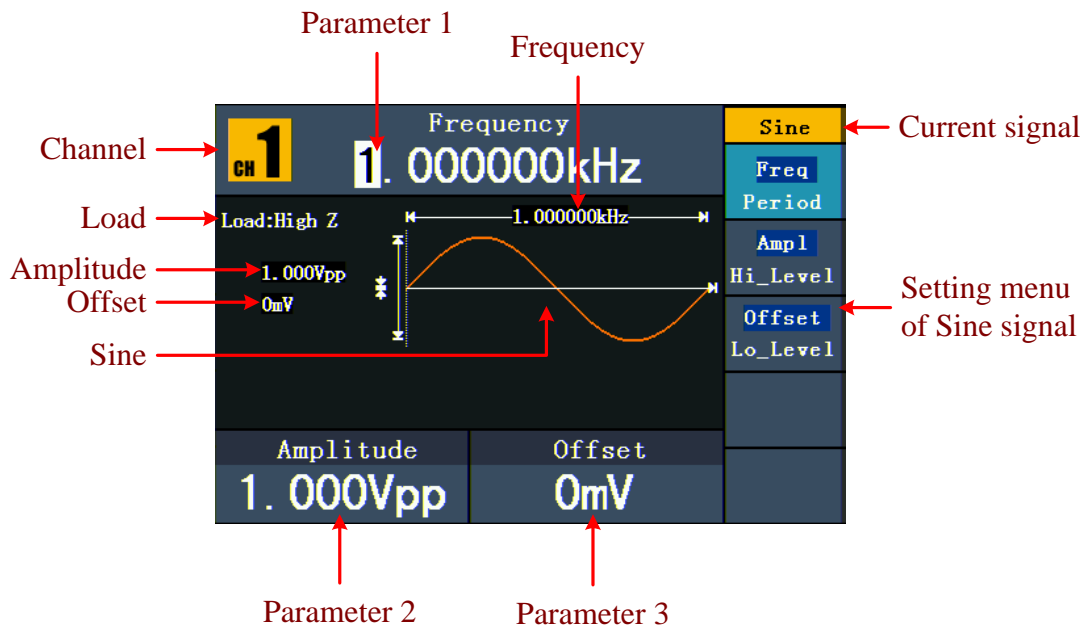 Parameter 1
Frequency
Channel
Load
Amplitude
Offset
Sine
CH 1
Frequency
1. 000000kHz
Load:High Z
1. 000000kHz
1. 000Vpp
0mV
Amplitude
1. 000Vpp
Offset
0mV
Sine
Freq
Period
Ampl
Hi_Level
Offset
Lo_Level
Current signal
Setting menu
of Sine signal
Parameter 2
Parameter 3